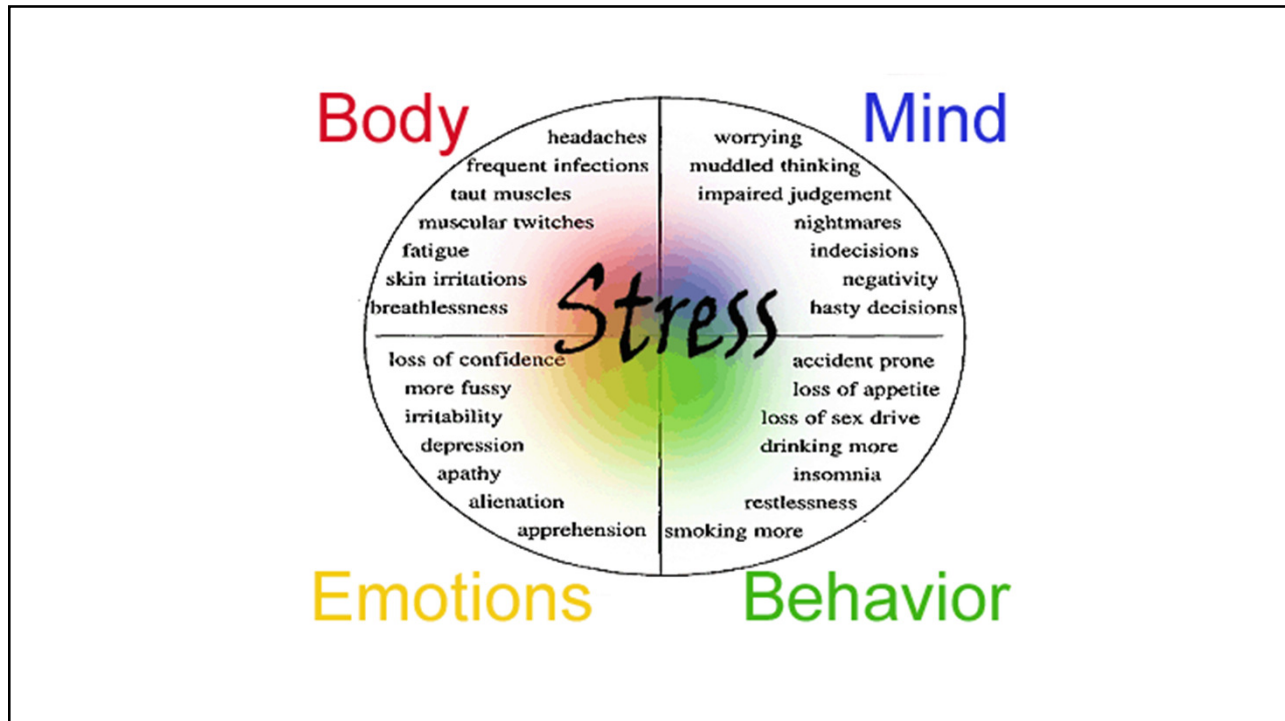 Body
headaches
frequent infections
taut muscles
muscular twitches
fatigue
skin irritations
breathlessness
Mind
worrying
muddled thinking
impaired judgement
nightmares
indecisions
negativity
hasty decisions
Stress
loss of confidence
more fussy
irritability
depression
apathy
alienation
apprehension
Emotions
accident prone
loss of appetite
loss of sex drive
drinking more
insomnia
restlessness
smoking more
Behavior